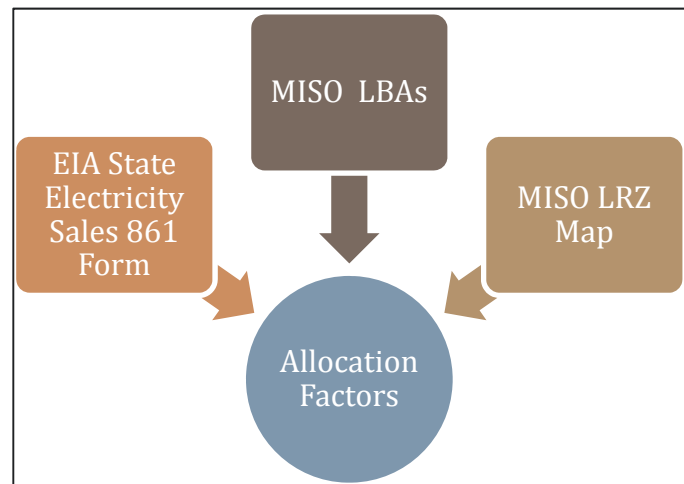 MISO LBAs
EIA State
Electricity
Sales 861
Form
MISO LRZ
Map
Allocation
Factors